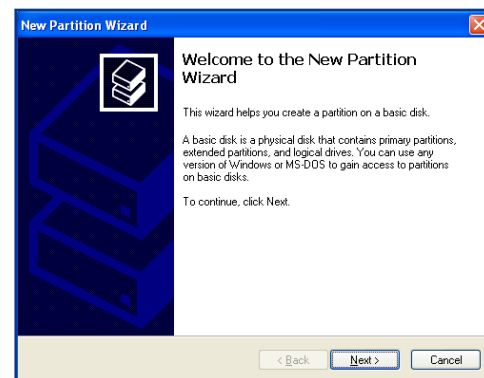 New Partition Wizard
Welcome to the New Partition
Wizard
This wizard helps you create a partition on a basic disk.
A basic disk is a physical disk that contains primary partitions,
extended partitions, and logical drives. You can use any
version of Windows or MS-DOS to gain access to partitions
on basic disks.
To continue, click Next.
< Back
Next >
Cancel